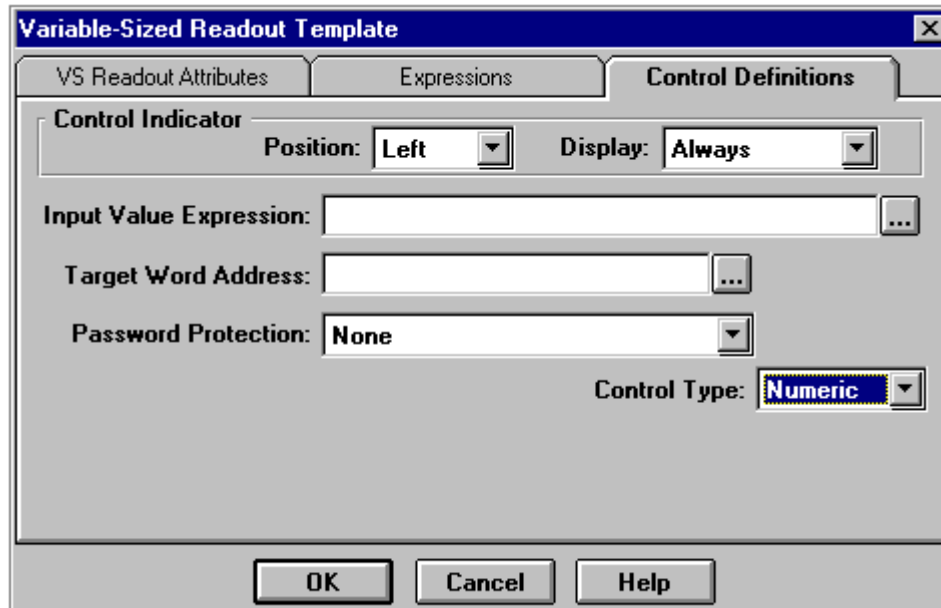 Variable-Sized Readout Template
VS Readout Attributes Expressions Control Definitions
Control Indicator
Position: Left Display: Always
Input Value Expression: ...
Target Word Address: ...
Password Protection: None
Control Type: Numeric
OK Cancel Help